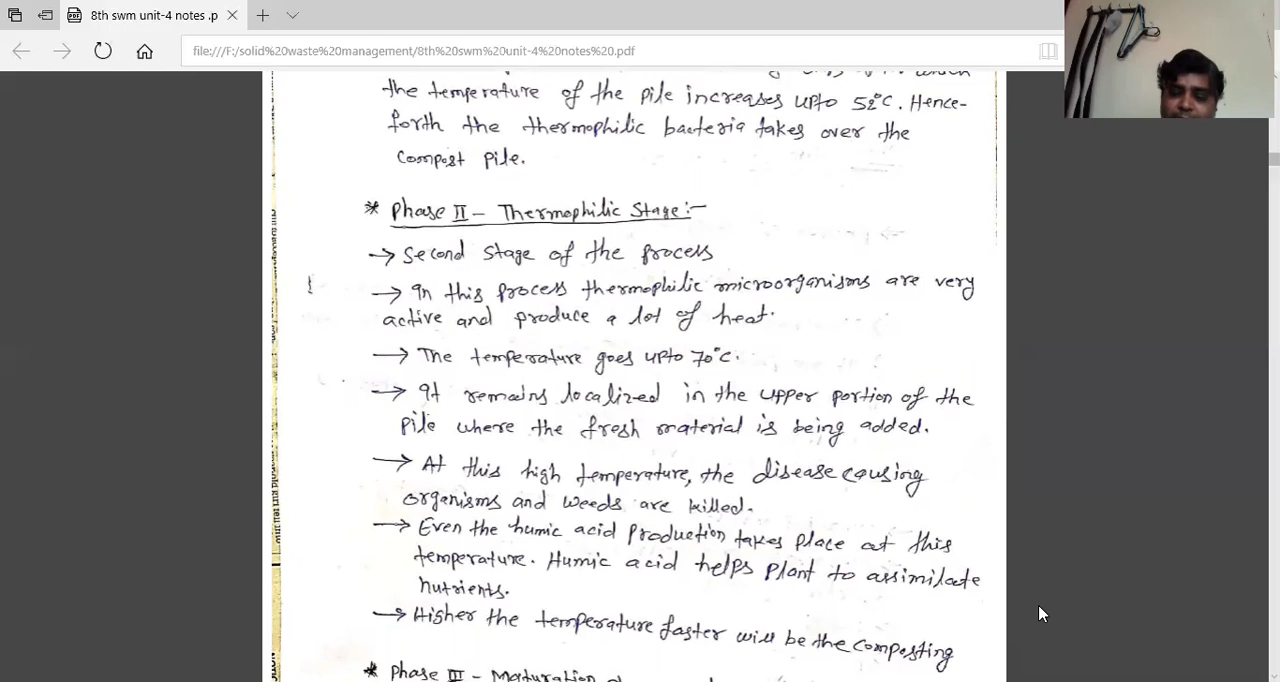 8th swm unit-4 notes .p
file:///F:/solid%20waste%20management/8th%20swm%20unit-4%20notes%20.pdf
which
the temperature of the pile increases upto 52°C. Hence-
forth the thermophilic bacteria takes over the
Compost pile.
* Phase II - Thermophilic Stage:-
→ Second stage of the process
→ In this process thermophilic microorganisms are very
active and produce a lot of heat.
→ The temperature goes upto 70°C.
→ It remains localized in the upper portion of the
pile where the fresh material is being added.
→ At this high temperature, the disease causing
organisms and weeds are killed.
→ Even the humic acid production takes place at this
temperature. Humic acid helps plant to assimilate
nutrients.
→ Higher the temperature faster will be the composting
* Phase III - Maturation